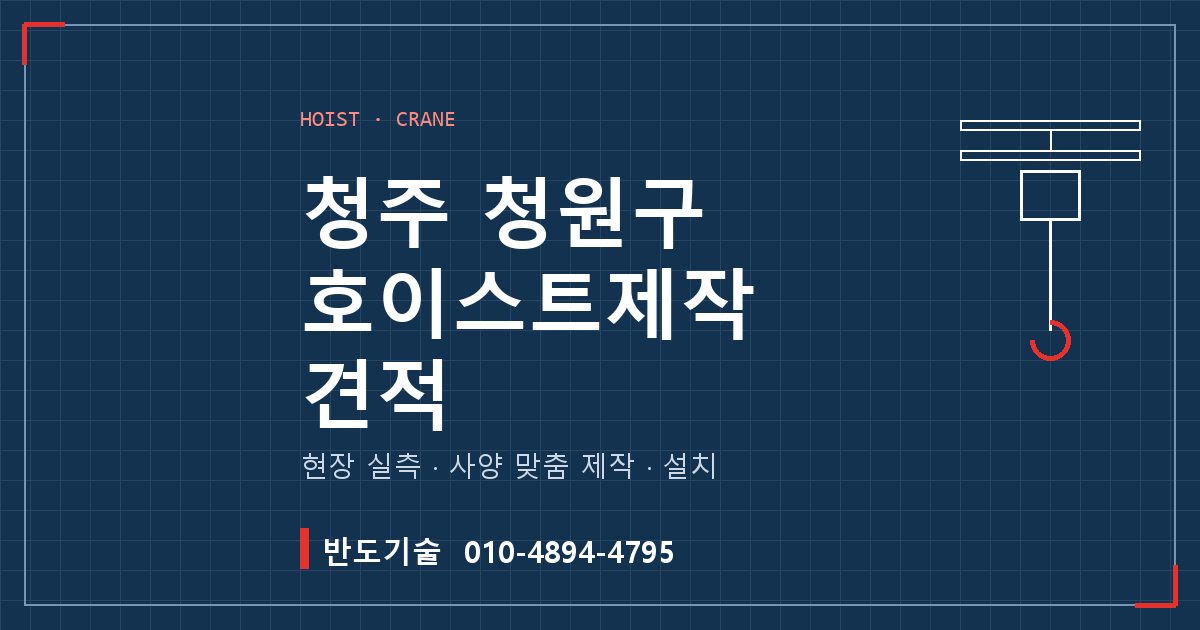 HOIST · CRANE
청주 청원구
호이스트제작
견적
현장 실측 · 사양 맞춤 제작 · 설치
반도기술 010-4894-4795